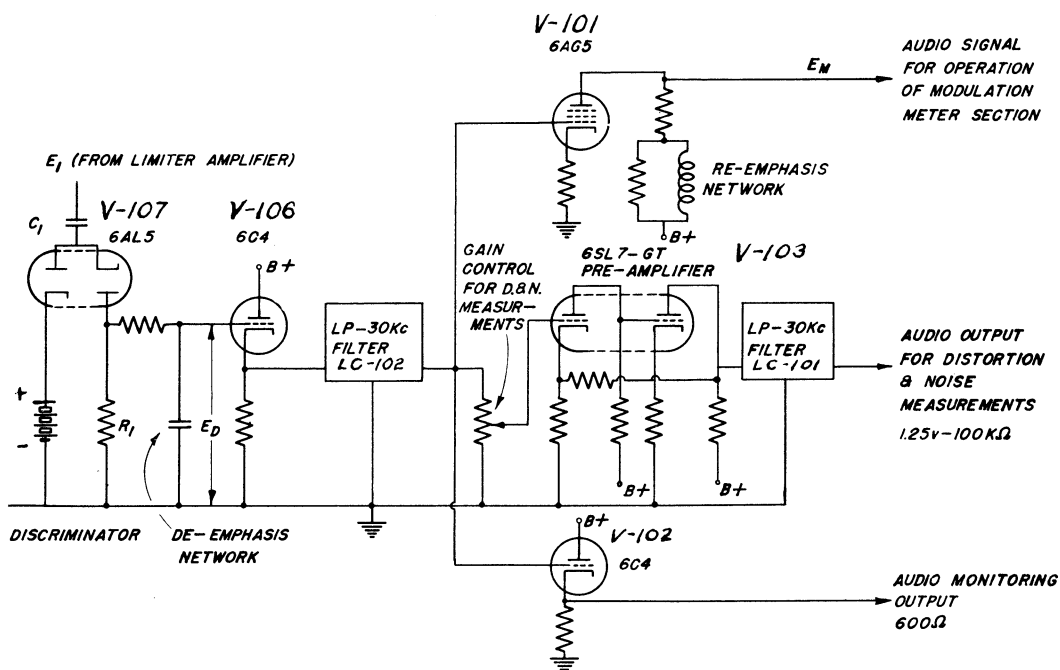 V-101
6AG5
E_M
AUDIO SIGNAL
FOR OPERATION
OF MODULATION
METER SECTION
E_1 (FROM LIMITER AMPLIFIER)
C_1
V-107
6AL5
V-106
6C4
B+
RE-EMPHASIS
NETWORK
B+
GAIN
CONTROL
FOR D.&N.
MEASURE-
MENTS
6SL7-GT
PRE-AMPLIFIER
V-103
LP-30Kc
FILTER
LC-102
LP-30Kc
FILTER
LC-101
AUDIO OUTPUT
FOR DISTORTION
& NOISE
MEASUREMENTS
1.25v-100KΩ
+
-
R_1
E_D
B+
B+
DISCRIMINATOR
DE-EMPHASIS
NETWORK
B+
V-102
6C4
AUDIO MONITORING
OUTPUT
600Ω